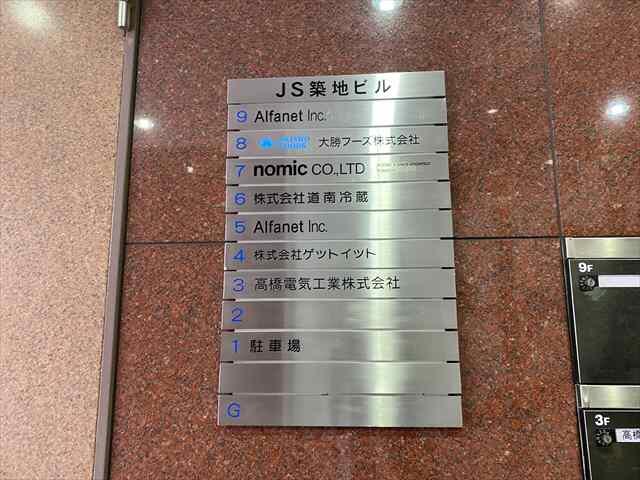 JS築地ビル
9 Alfanet Inc.
8 大勝フーズ株式会社
7 nomic CO.,LTD
6 株式会社道南冷蔵
5 Alfanet Inc.
4 株式会社ゲットイット
3 高橋電気工業株式会社
2
1 駐車場
G
9F
3F
高橋